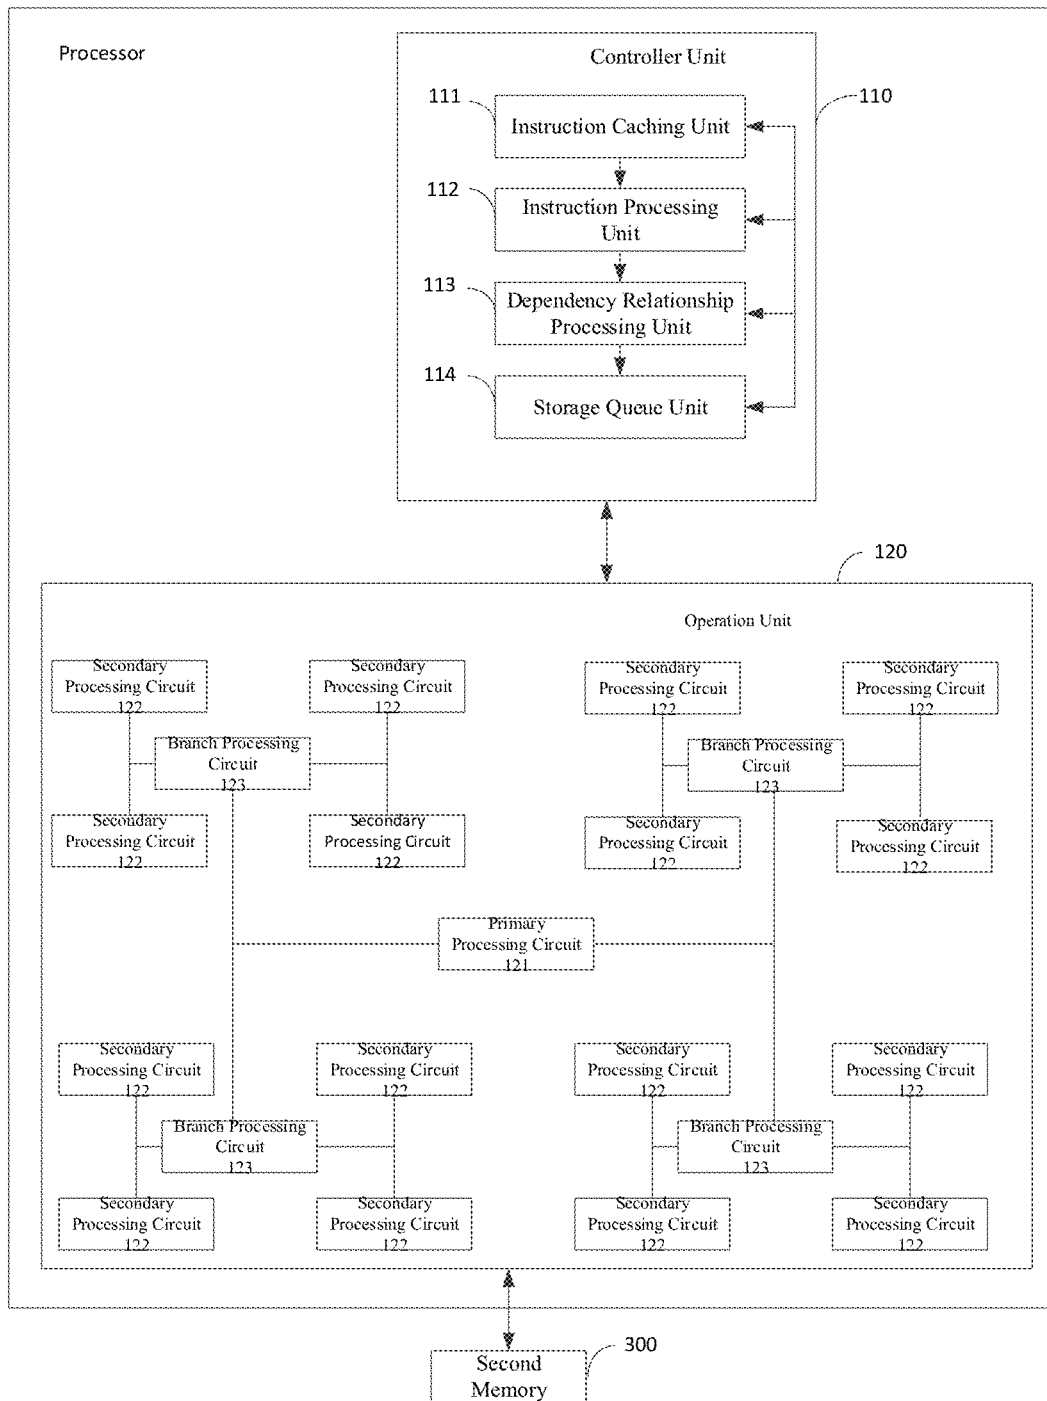 Processor
Controller Unit
111
110
Instruction Caching Unit
112
Instruction Processing
Unit
113
Dependency Relationship
Processing Unit
114
Storage Queue Unit
120
Operation Unit
Secondary
Processing Circuit
122
Secondary
Processing Circuit
122
Secondary
Processing Circuit
122
Secondary
Processing Circuit
122
Branch Processing
Circuit
123
Branch Processing
Circuit
123
Secondary
Processing Circuit
122
Secondary
Processing Circuit
122
Secondary
Processing Circuit
122
Secondary
Processing Circuit
122
Primary
Processing Circuit
121
Secondary
Processing Circuit
122
Secondary
Processing Circuit
122
Secondary
Processing Circuit
122
Secondary
Processing Circuit
122
Branch Processing
Circuit
123
Branch Processing
Circuit
123
Secondary
Processing Circuit
122
Secondary
Processing Circuit
122
Secondary
Processing Circuit
122
Secondary
Processing Circuit
122
300
Second
Memory